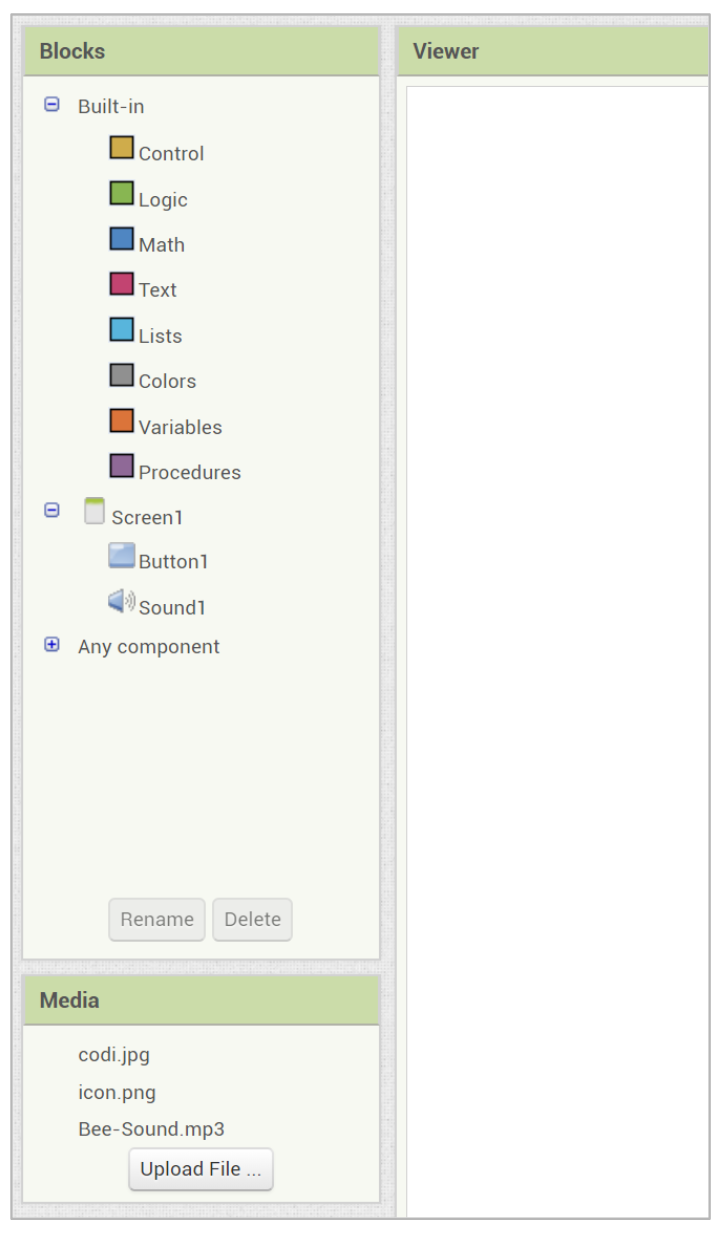 Blocks
Viewer
Built-in
Control
Logic
Math
Text
Lists
Colors
Variables
Procedures
Screen1
Button1
Sound1
Any component
Rename
Delete
Media
codi.jpg
icon.png
Bee-Sound.mp3
Upload File ...